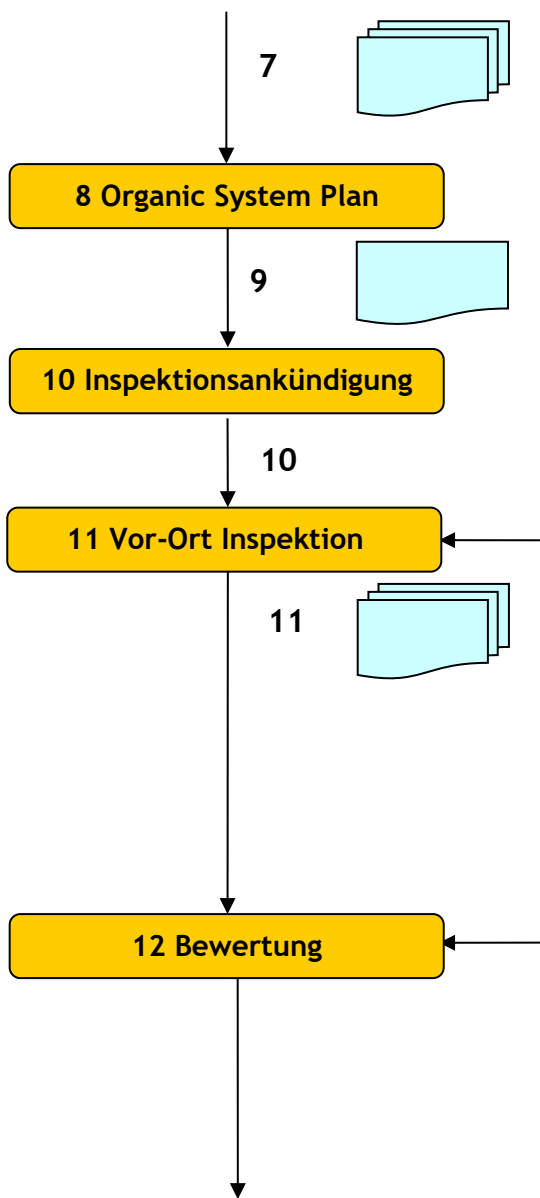 7
8 Organic System Plan
9
10 Inspektionsankündigung
10
11 Vor-Ort Inspektion
11
12 Bewertung